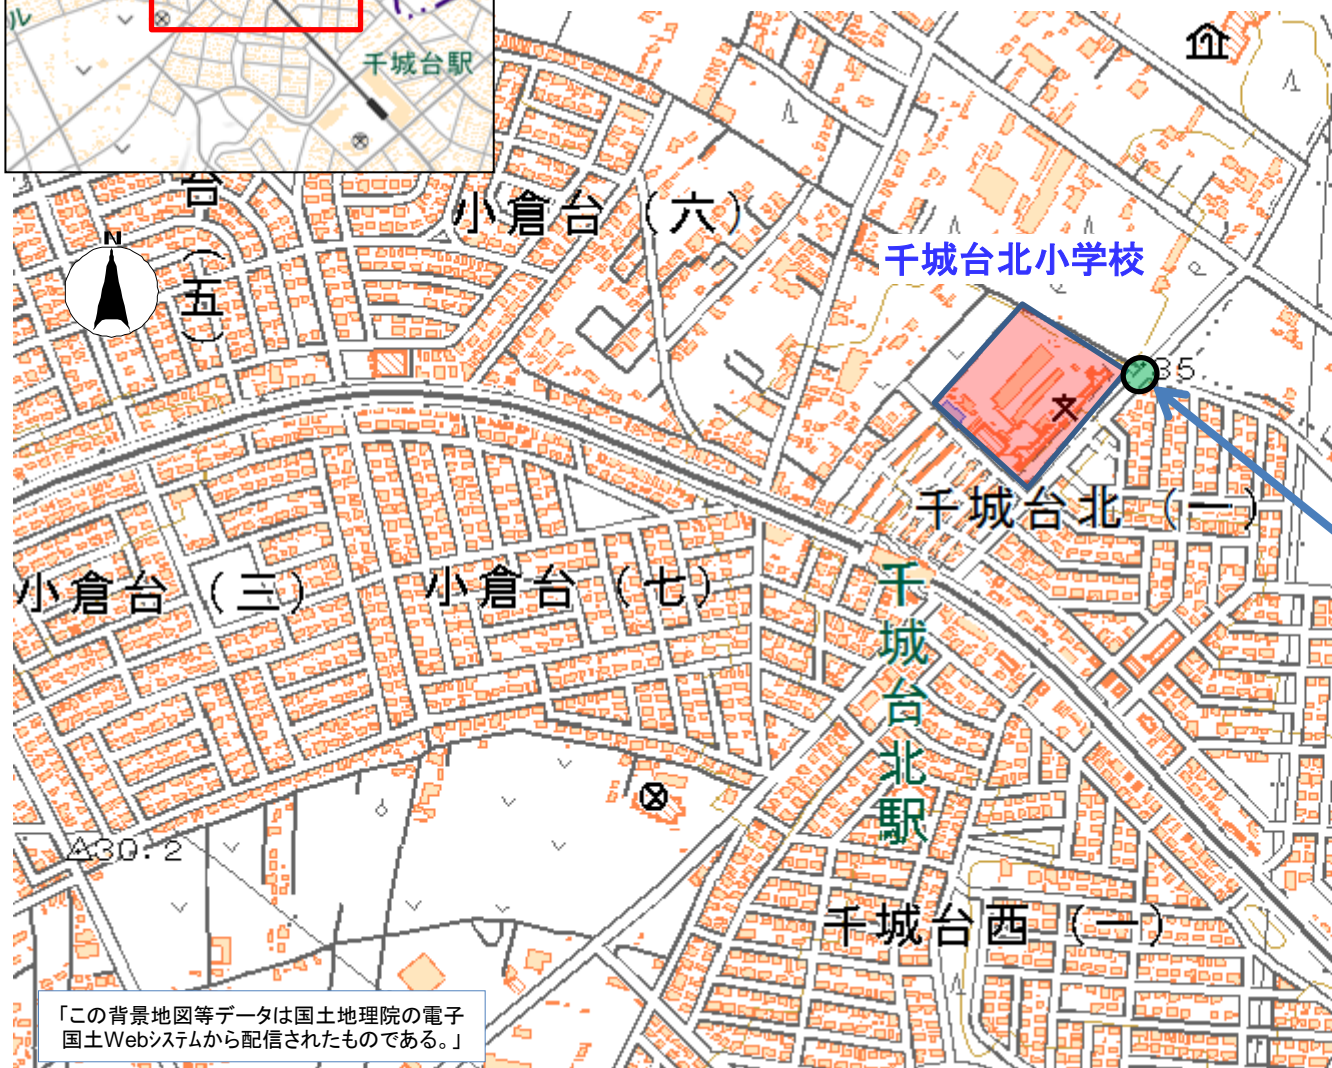 ル
千城台駅
台
(五)
N
小倉台(六)
千城台北小学校
35
千城台北(一)
小倉台(三)
小倉台(七)
千城台北駅
文
△30.2
千城台西(一)
「この背景地図等データは国土地理院の電子
国土Webシステムから配信されたものである。」